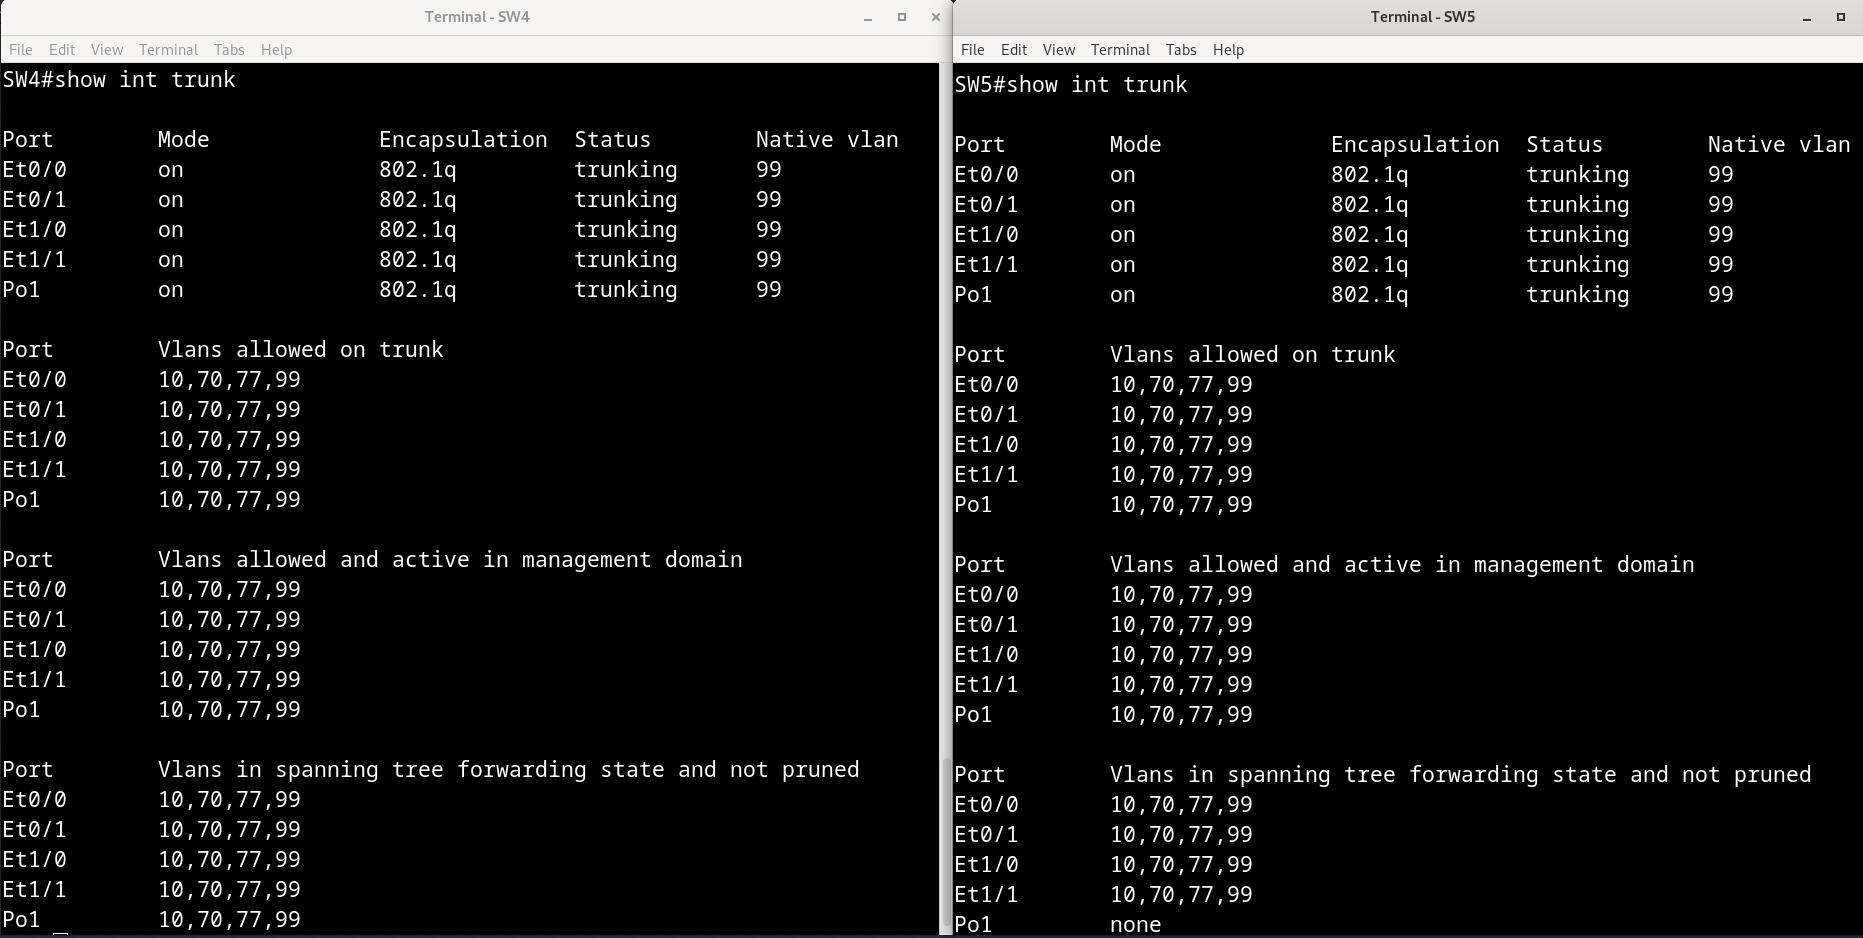 Terminal - SW4
File Edit View Terminal Tabs Help
SW4#show int trunk
Port Mode Encapsulation Status Native vlan
Et0/0 on 802.1q trunking 99
Et0/1 on 802.1q trunking 99
Et1/0 on 802.1q trunking 99
Et1/1 on 802.1q trunking 99
Po1 on 802.1q trunking 99
Port Vlans allowed on trunk
Et0/0 10,70,77,99
Et0/1 10,70,77,99
Et1/0 10,70,77,99
Et1/1 10,70,77,99
Po1 10,70,77,99
Port Vlans allowed and active in management domain
Et0/0 10,70,77,99
Et0/1 10,70,77,99
Et1/0 10,70,77,99
Et1/1 10,70,77,99
Po1 10,70,77,99
Port Vlans in spanning tree forwarding state and not pruned
Et0/0 10,70,77,99
Et0/1 10,70,77,99
Et1/0 10,70,77,99
Et1/1 10,70,77,99
Po1 10,70,77,99
Terminal - SW5
File Edit View Terminal Tabs Help
SW5#show int trunk
Port Mode Encapsulation Status Native vlan
Et0/0 on 802.1q trunking 99
Et0/1 on 802.1q trunking 99
Et1/0 on 802.1q trunking 99
Et1/1 on 802.1q trunking 99
Po1 on 802.1q trunking 99
Port Vlans allowed on trunk
Et0/0 10,70,77,99
Et0/1 10,70,77,99
Et1/0 10,70,77,99
Et1/1 10,70,77,99
Po1 10,70,77,99
Port Vlans allowed and active in management domain
Et0/0 10,70,77,99
Et0/1 10,70,77,99
Et1/0 10,70,77,99
Et1/1 10,70,77,99
Po1 10,70,77,99
Port Vlans in spanning tree forwarding state and not pruned
Et0/0 10,70,77,99
Et0/1 10,70,77,99
Et1/0 10,70,77,99
Et1/1 10,70,77,99
Po1 none